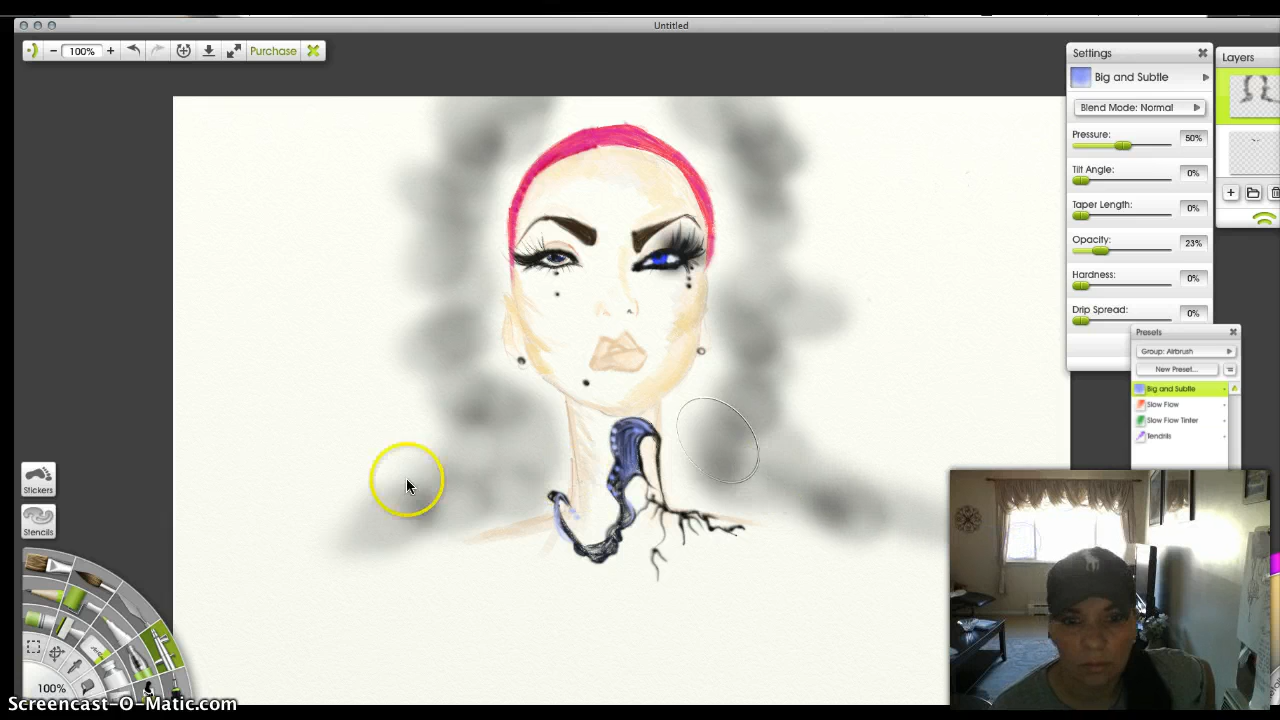 Untitled
100%
Purchase
Settings
Big and Subtle
Blend Mode: Normal
Pressure:
50%
Tilt Angle:
0%
Taper Length:
0%
Opacity:
23%
Hardness:
0%
Drip Spread:
0%
Layers
Presets
Group: Airbrush
New Preset...
Big and Subtle
Slow Flow
Slow Flow Tinter
Tendrils
Stickers
Stencils
100%
Screencast-O-Matic.com